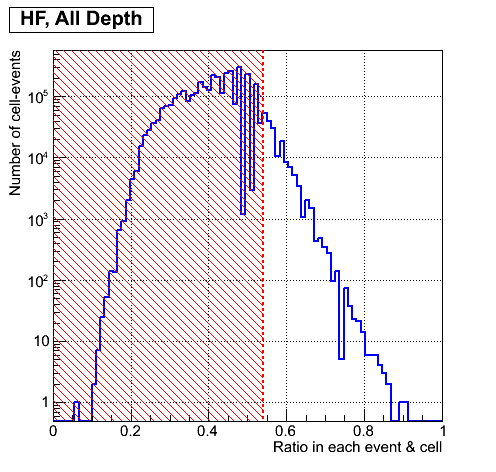 HF, All Depth
Number of cell-events
10⁵
10⁴
10³
10²
10
1
0 0.2 0.4 0.6 0.8 1
Ratio in each event & cell